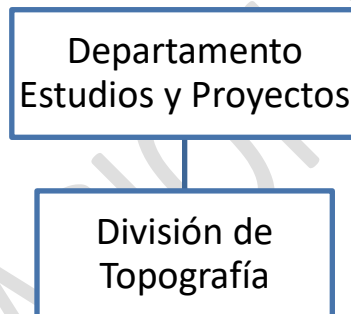 Departamento
Estudios y Proyectos
División de
Topografía